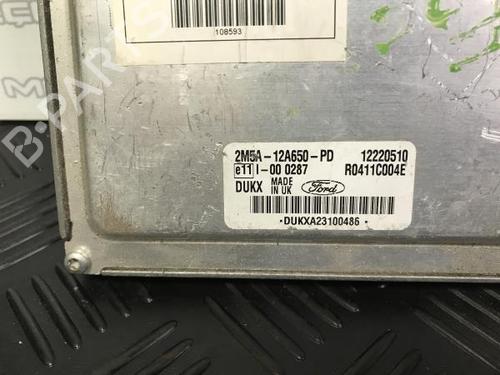 108593
2M5A-12A650-PD 12220510
e11 I-00 0287 R0411C004E
DUKX MADE IN UK Ford
·DUKXA23100486·
B-PARTS